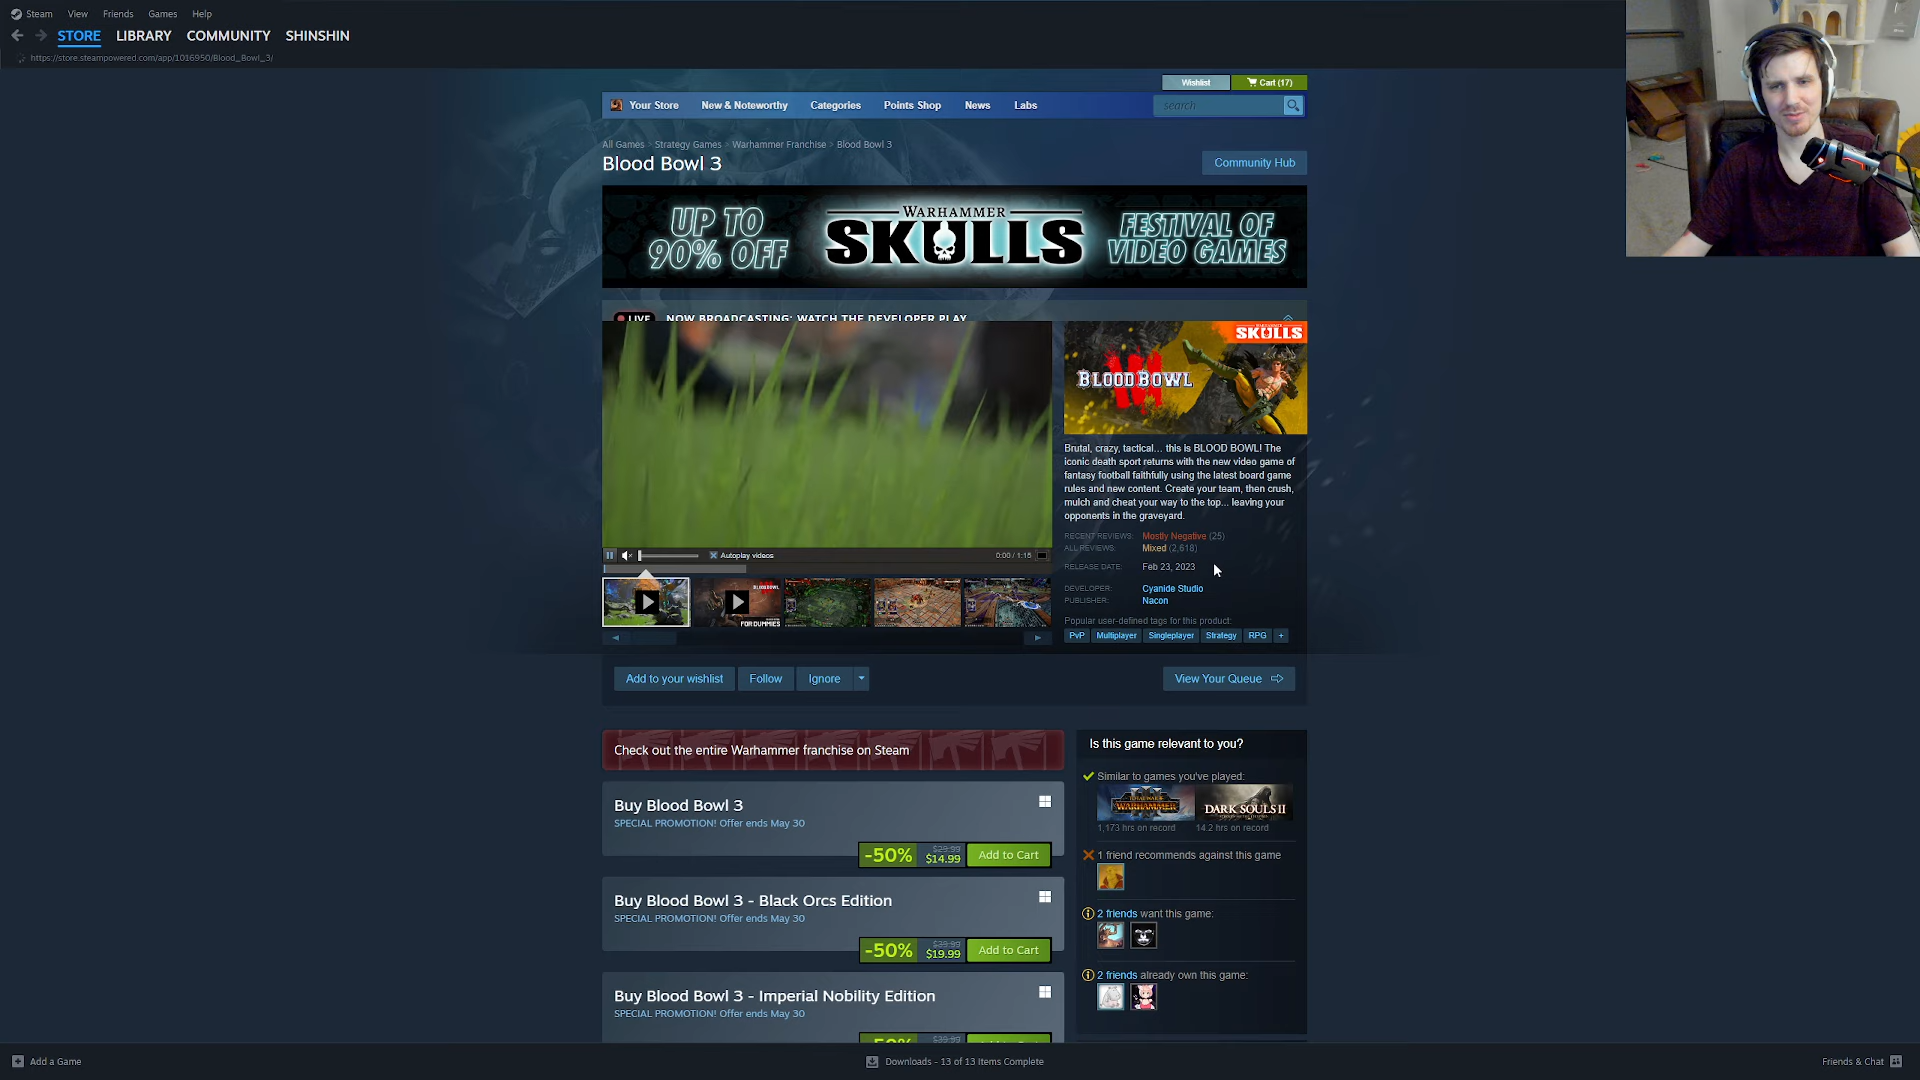 Steam View Friends Games Help
STORE LIBRARY COMMUNITY SHINSHIN
https://store.steampowered.com/app/1016950/Blood_Bowl_3/
Wishlist Cart (17)
Your Store New & Noteworthy Categories Points Shop News Labs search
All Games > Strategy Games > Warhammer Franchise > Blood Bowl 3
Blood Bowl 3
Community Hub
UP TO 90% OFF
WARHAMMER SKULLS
FESTIVAL OF VIDEO GAMES
LIVE NOW BROADCASTING: WATCH THE DEVELOPER PLAY
SKULLS
BLOOD BOWL
Brutal, crazy, tactical... this is BLOOD BOWL! The
iconic death sport returns with the new video game of
fantasy football faithfully using the latest board game
rules and new content. Create your team, then crush,
mulch and cheat your way to the top... leaving your
opponents in the graveyard.
RECENT REVIEWS: Mostly Negative (25)
ALL REVIEWS: Mixed (2,618)
RELEASE DATE: Feb 23, 2023
DEVELOPER: Cyanide Studio
PUBLISHER: Nacon
Popular user-defined tags for this product:
PvP Multiplayer Singleplayer Strategy RPG +
Autoplay videos 0:00 / 1:15
FOR DUMMIES
Add to your wishlist Follow Ignore View Your Queue
Check out the entire Warhammer franchise on Steam
Buy Blood Bowl 3
SPECIAL PROMOTION! Offer ends May 30
-50% $29.99 $14.99 Add to Cart
Buy Blood Bowl 3 - Black Orcs Edition
SPECIAL PROMOTION! Offer ends May 30
-50% $39.99 $19.99 Add to Cart
Buy Blood Bowl 3 - Imperial Nobility Edition
SPECIAL PROMOTION! Offer ends May 30
-50% $39.99
Is this game relevant to you?
Similar to games you've played:
WARHAMMER DARK SOULS II
1,173 hrs on record 14.2 hrs on record
1 friend recommends against this game
2 friends want this game:
2 friends already own this game:
Add a Game Downloads - 13 of 13 Items Complete Friends & Chat